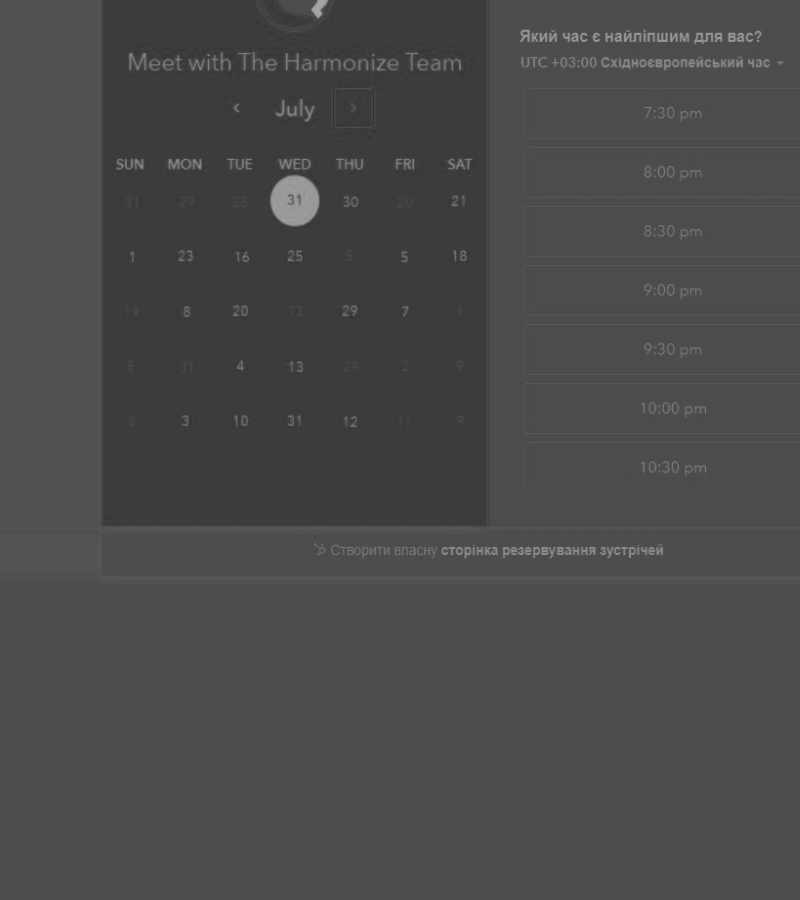 Meet with The Harmonize Team
July
SUN MON TUE WED THU FRI SAT
31 29 28 31 30 20 21
1 23 16 25 5 18
19 8 20 13 29 7 1
5 31 4 13 29 2 9
8 3 10 31 12 11 9
Який час є найліпшим для вас?
UTC +03:00 Східноєвропейський час
7:30 pm
8:00 pm
8:30 pm
9:00 pm
9:30 pm
10:00 pm
10:30 pm
Створити власну сторінка резервування зустрічей